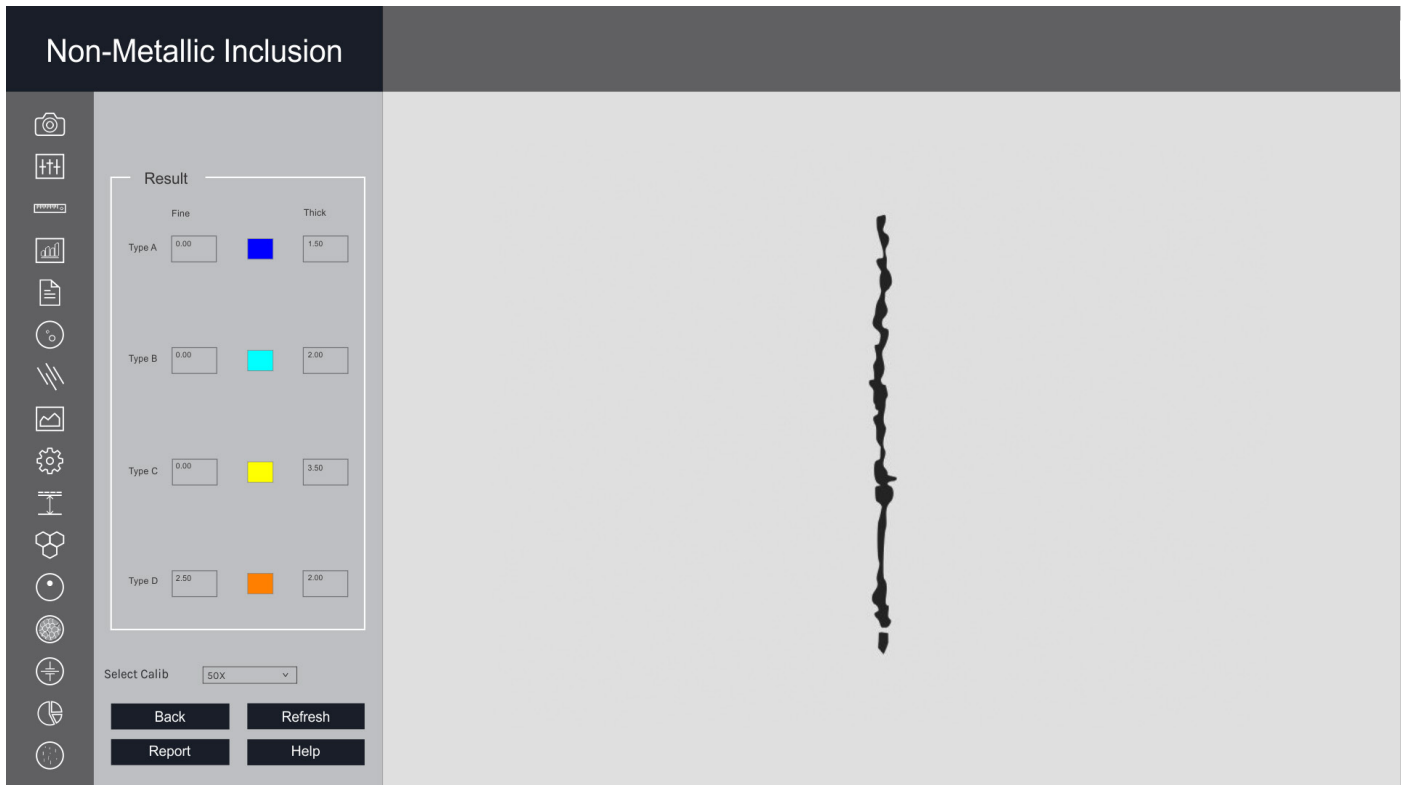 Non-Metallic Inclusion
Result
Fine Thick
Type A 0.00 1.50
Type B 0.00 2.00
Type C 0.00 3.50
Type D 2.50 2.00
Select Calib 50X
Back Refresh
Report Help